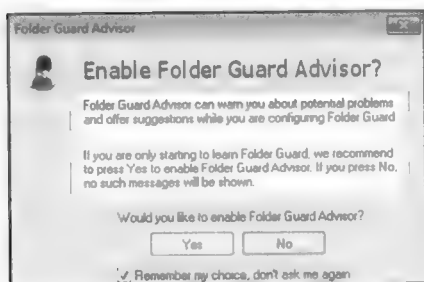 Folder Guard Advisor
Enable Folder Guard Advisor?
Folder Guard Advisor can warn you about potential problems
and offer suggestions while you are configuring Folder Guard
If you are only starting to learn Folder Guard, we recommend
to press Yes to enable Folder Guard Advisor. If you press No,
no such messages will be shown.
Would you like to enable Folder Guard Advisor?
Yes No
Remember my choice, don't ask me again